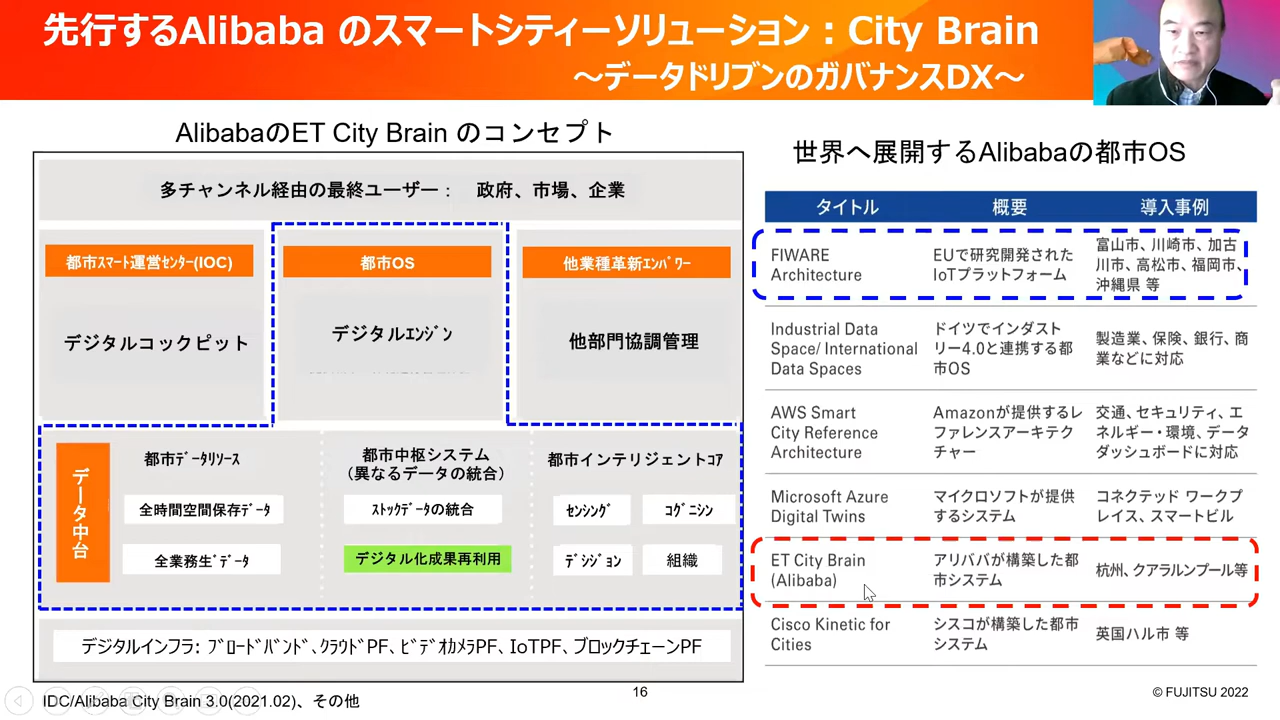 先行するAlibaba のスマートシティーソリューション：City Brain
～データドリブンのガバナンスDX～
AlibabaのET City Brain のコンセプト
多チャンネル経由の最終ユーザー： 政府、市場、企業
都市ｽﾏｰﾄ運営ｾﾝﾀｰ(IOC)
都市OS
他業種革新ｴﾝﾊﾟﾜｰ
デジタルコックピット
デジタルｴﾝｼﾞﾝ
他部門協調管理
データ中台
都市ﾃﾞｰﾀﾘｿｰｽ
全時間空間保存ﾃﾞｰﾀ
全業務生ﾃﾞｰﾀ
都市中枢システム
(異なるデータの統合)
ｽﾄｯｸﾃﾞｰﾀの統合
デジタル化成果再利用
都市インテリジェントｺｱ
ｾﾝｼﾝｸﾞ
ｺｸﾞﾆｼﾝ
ﾃﾞｼｼﾞｮﾝ
組織
デジタルインフラ: ﾌﾞﾛｰﾄﾞﾊﾞﾝﾄﾞ､ｸﾗｳﾄﾞPF､ﾋﾞﾃﾞｵｶﾒﾗPF､IoTPF､ブロックチェーンPF
IDC/Alibaba City Brain 3.0(2021.02)、その他
世界へ展開するAlibabaの都市OS
タイトル 概要 導入事例
FIWARE
Architecture
EUで研究開発された
IoTプラットフォーム
富山市、川崎市、加古
川市、高松市、福岡市、
沖縄県 等
Industrial Data
Space/ International
Data Spaces
ドイツでインダスト
リー4.0と連携する都
市OS
製造業、保険、銀行、商
業などに対応
AWS Smart
City Reference
Architecture
Amazonが提供するレ
ファレンスアーキテク
チャー
交通、セキュリティ、エ
ネルギー・環境、データ
ダッシュボードに対応
Microsoft Azure
Digital Twins
マイクロソフトが提供
するシステム
コネクテッド ワークプ
レイス、スマートビル
ET City Brain
(Alibaba)
アリババが構築した都
市システム
杭州、クアラルンプール等
Cisco Kinetic for
Cities
シスコが構築した都市
システム
英国ハル市 等
16
© FUJITSU 2022